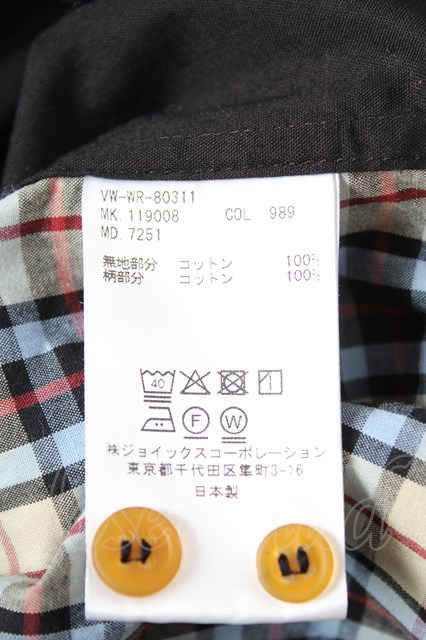 VW-WR-80311
MK. 119008 COL 989
MD. 7251
無地部分 コットン 100%
柄部分 コットン 100%
40
F W
株ジョイックスコーポレーション
東京都千代田区隼町3-16
日本製